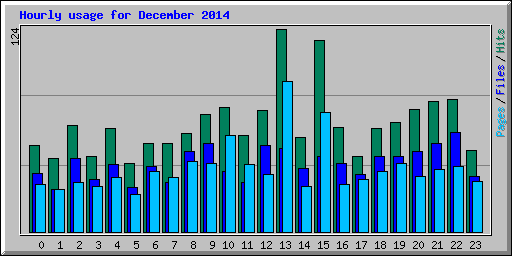 Hourly usage for December 2014
124
Pages / Files / Hits
0 1 2 3 4 5 6 7 8 9 10 11 12 13 14 15 16 17 18 19 20 21 22 23